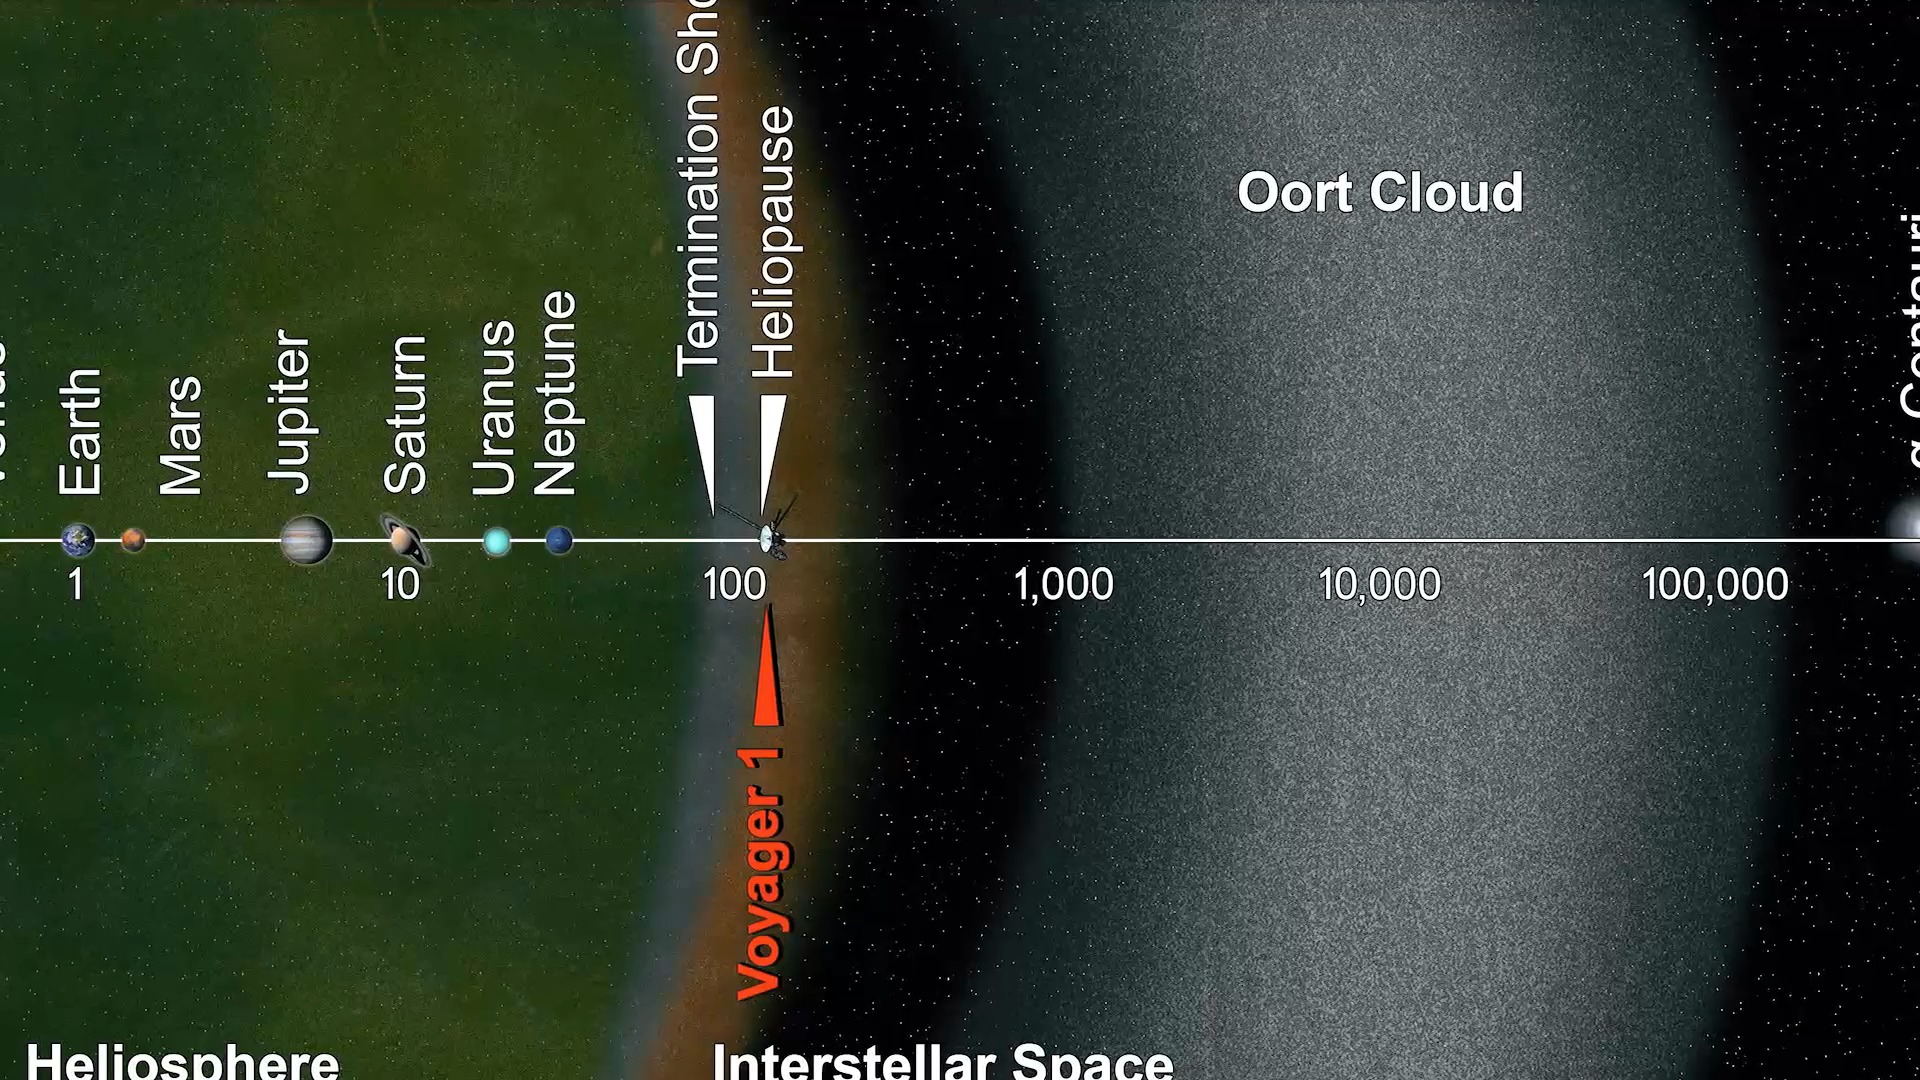 Earth
Mars
Jupiter
Saturn
Uranus
Neptune
Termination
Heliopause
Oort Cloud
Centauri
1
10
100
1,000
10,000
100,000
Voyager 1
Heliosphere
Interstellar Space